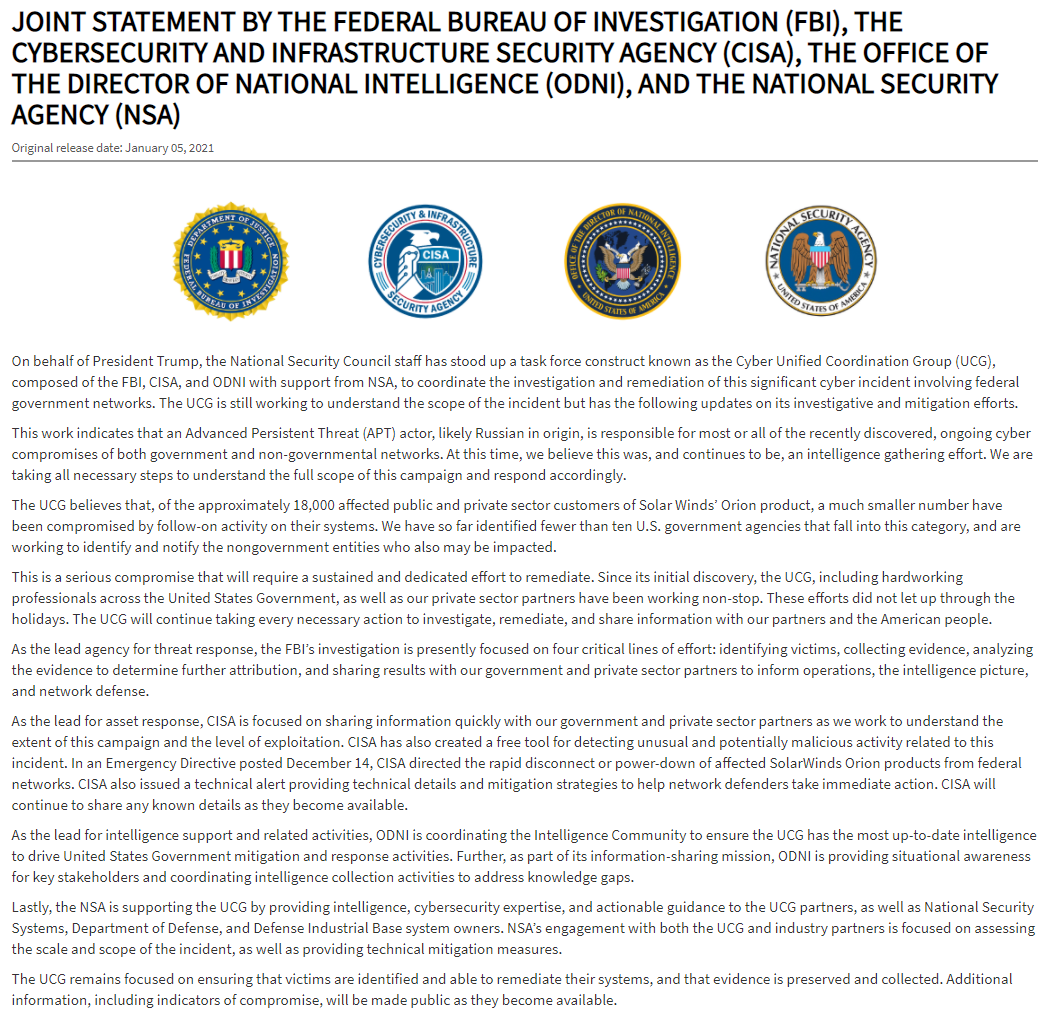 JOINT STATEMENT BY THE FEDERAL BUREAU OF INVESTIGATION (FBI), THE
CYBERSECURITY AND INFRASTRUCTURE SECURITY AGENCY (CISA), THE OFFICE OF
THE DIRECTOR OF NATIONAL INTELLIGENCE (ODNI), AND THE NATIONAL SECURITY
AGENCY (NSA)
Original release date: January 05, 2021
DEPARTMENT OF JUSTICE
FEDERAL BUREAU OF INVESTIGATION
CYBERSECURITY & INFRASTRUCTURE
CISA
SECURITY AGENCY
OFFICE OF THE DIRECTOR OF NATIONAL INTELLIGENCE
UNITED STATES OF AMERICA
NATIONAL SECURITY AGENCY
UNITED STATES OF AMERICA
On behalf of President Trump, the National Security Council staff has stood up a task force construct known as the Cyber Unified Coordination Group (UCG),
composed of the FBI, CISA, and ODNI with support from NSA, to coordinate the investigation and remediation of this significant cyber incident involving federal
government networks. The UCG is still working to understand the scope of the incident but has the following updates on its investigative and mitigation efforts.
This work indicates that an Advanced Persistent Threat (APT) actor, likely Russian in origin, is responsible for most or all of the recently discovered, ongoing cyber
compromises of both government and non-governmental networks. At this time, we believe this was, and continues to be, an intelligence gathering effort. We are
taking all necessary steps to understand the full scope of this campaign and respond accordingly.
The UCG believes that, of the approximately 18,000 affected public and private sector customers of Solar Winds’ Orion product, a much smaller number have
been compromised by follow-on activity on their systems. We have so far identified fewer than ten U.S. government agencies that fall into this category, and are
working to identify and notify the nongovernment entities who also may be impacted.
This is a serious compromise that will require a sustained and dedicated effort to remediate. Since its initial discovery, the UCG, including hardworking
professionals across the United States Government, as well as our private sector partners have been working non-stop. These efforts did not let up through the
holidays. The UCG will continue taking every necessary action to investigate, remediate, and share information with our partners and the American people.
As the lead agency for threat response, the FBI’s investigation is presently focused on four critical lines of effort: identifying victims, collecting evidence, analyzing
the evidence to determine further attribution, and sharing results with our government and private sector partners to inform operations, the intelligence picture,
and network defense.
As the lead for asset response, CISA is focused on sharing information quickly with our government and private sector partners as we work to understand the
extent of this campaign and the level of exploitation. CISA has also created a free tool for detecting unusual and potentially malicious activity related to this
incident. In an Emergency Directive posted December 14, CISA directed the rapid disconnect or power-down of affected SolarWinds Orion products from federal
networks. CISA also issued a technical alert providing technical details and mitigation strategies to help network defenders take immediate action. CISA will
continue to share any known details as they become available.
As the lead for intelligence support and related activities, ODNI is coordinating the Intelligence Community to ensure the UCG has the most up-to-date intelligence
to drive United States Government mitigation and response activities. Further, as part of its information-sharing mission, ODNI is providing situational awareness
for key stakeholders and coordinating intelligence collection activities to address knowledge gaps.
Lastly, the NSA is supporting the UCG by providing intelligence, cybersecurity expertise, and actionable guidance to the UCG partners, as well as National Security
Systems, Department of Defense, and Defense Industrial Base system owners. NSA’s engagement with both the UCG and industry partners is focused on assessing
the scale and scope of the incident, as well as providing technical mitigation measures.
The UCG remains focused on ensuring that victims are identified and able to remediate their systems, and that evidence is preserved and collected. Additional
information, including indicators of compromise, will be made public as they become available.